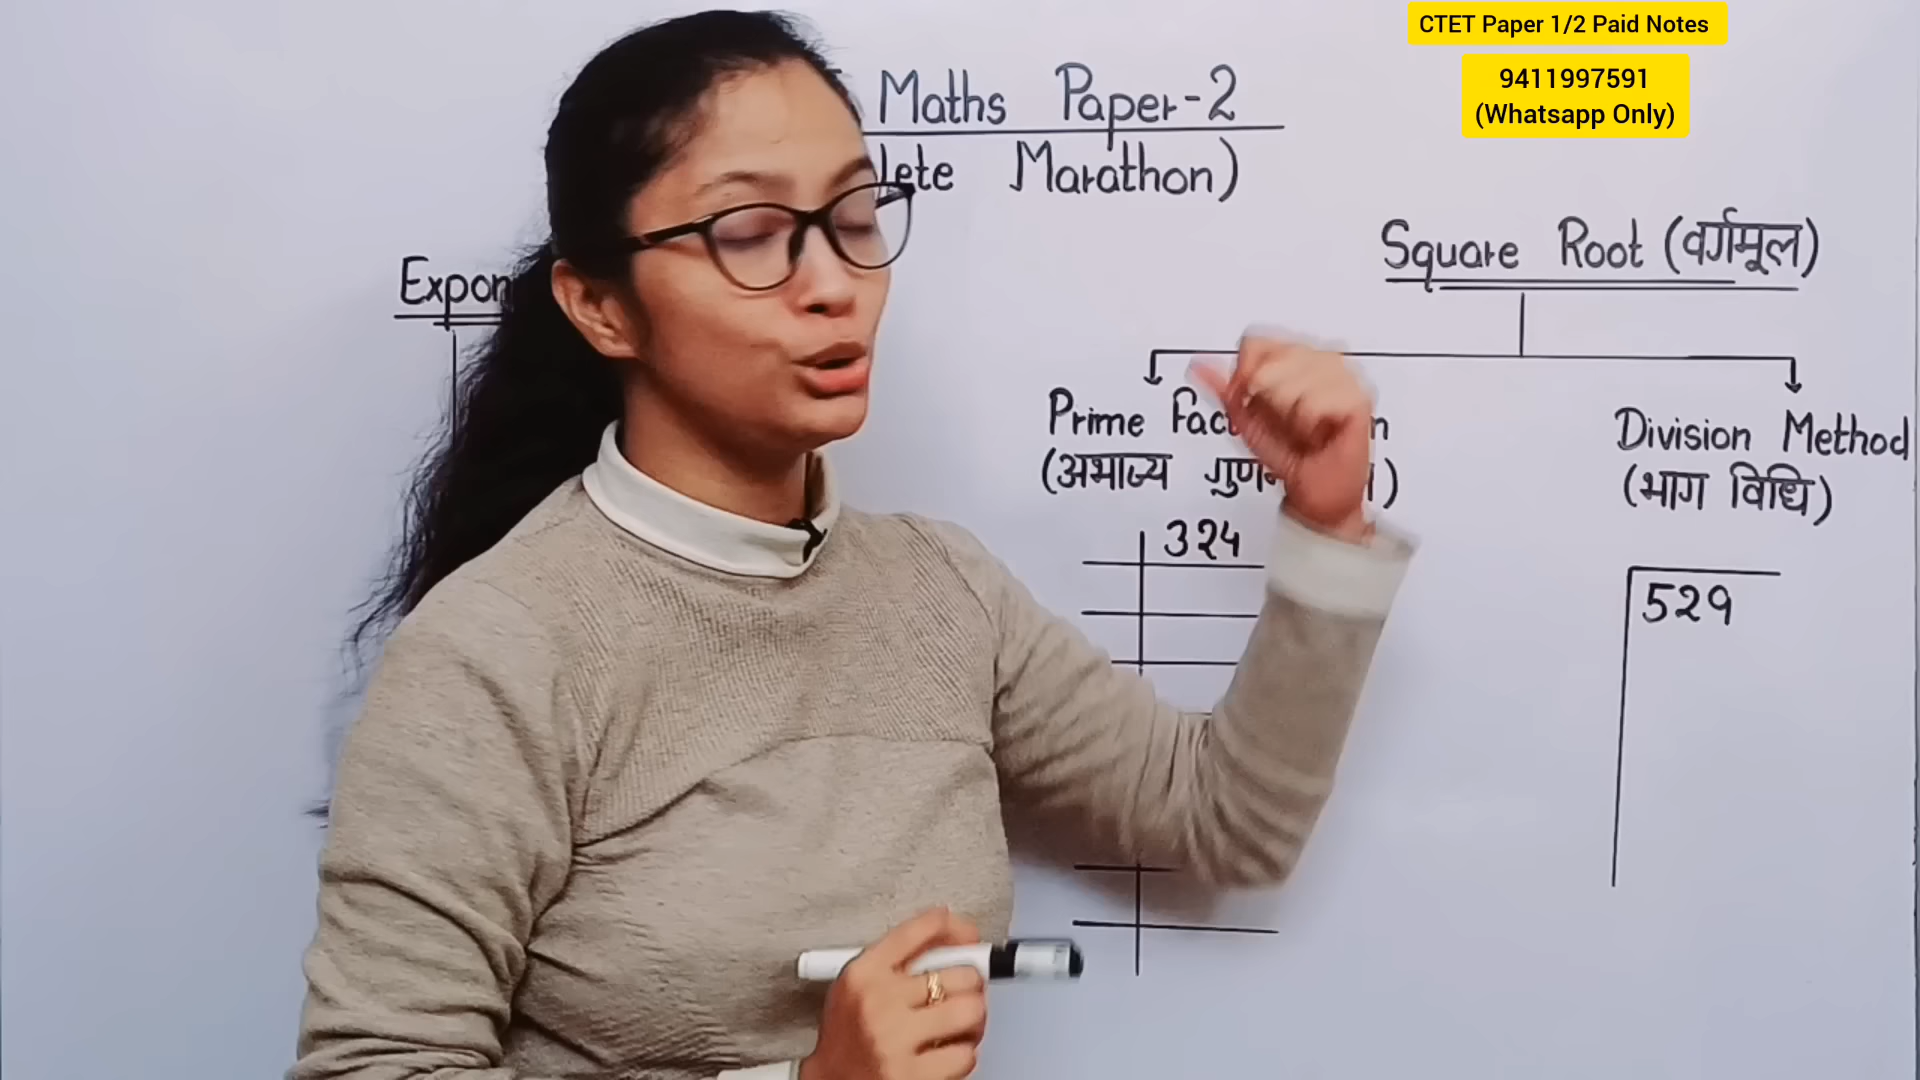 CTET Paper 1/2 Paid Notes
9411997591
(Whatsapp Only)
Maths Paper-2
Marathon)
Square Root (वर्गमूल)
Prime
(अभाज्य
Division Method
(भाग विधि)
324
529